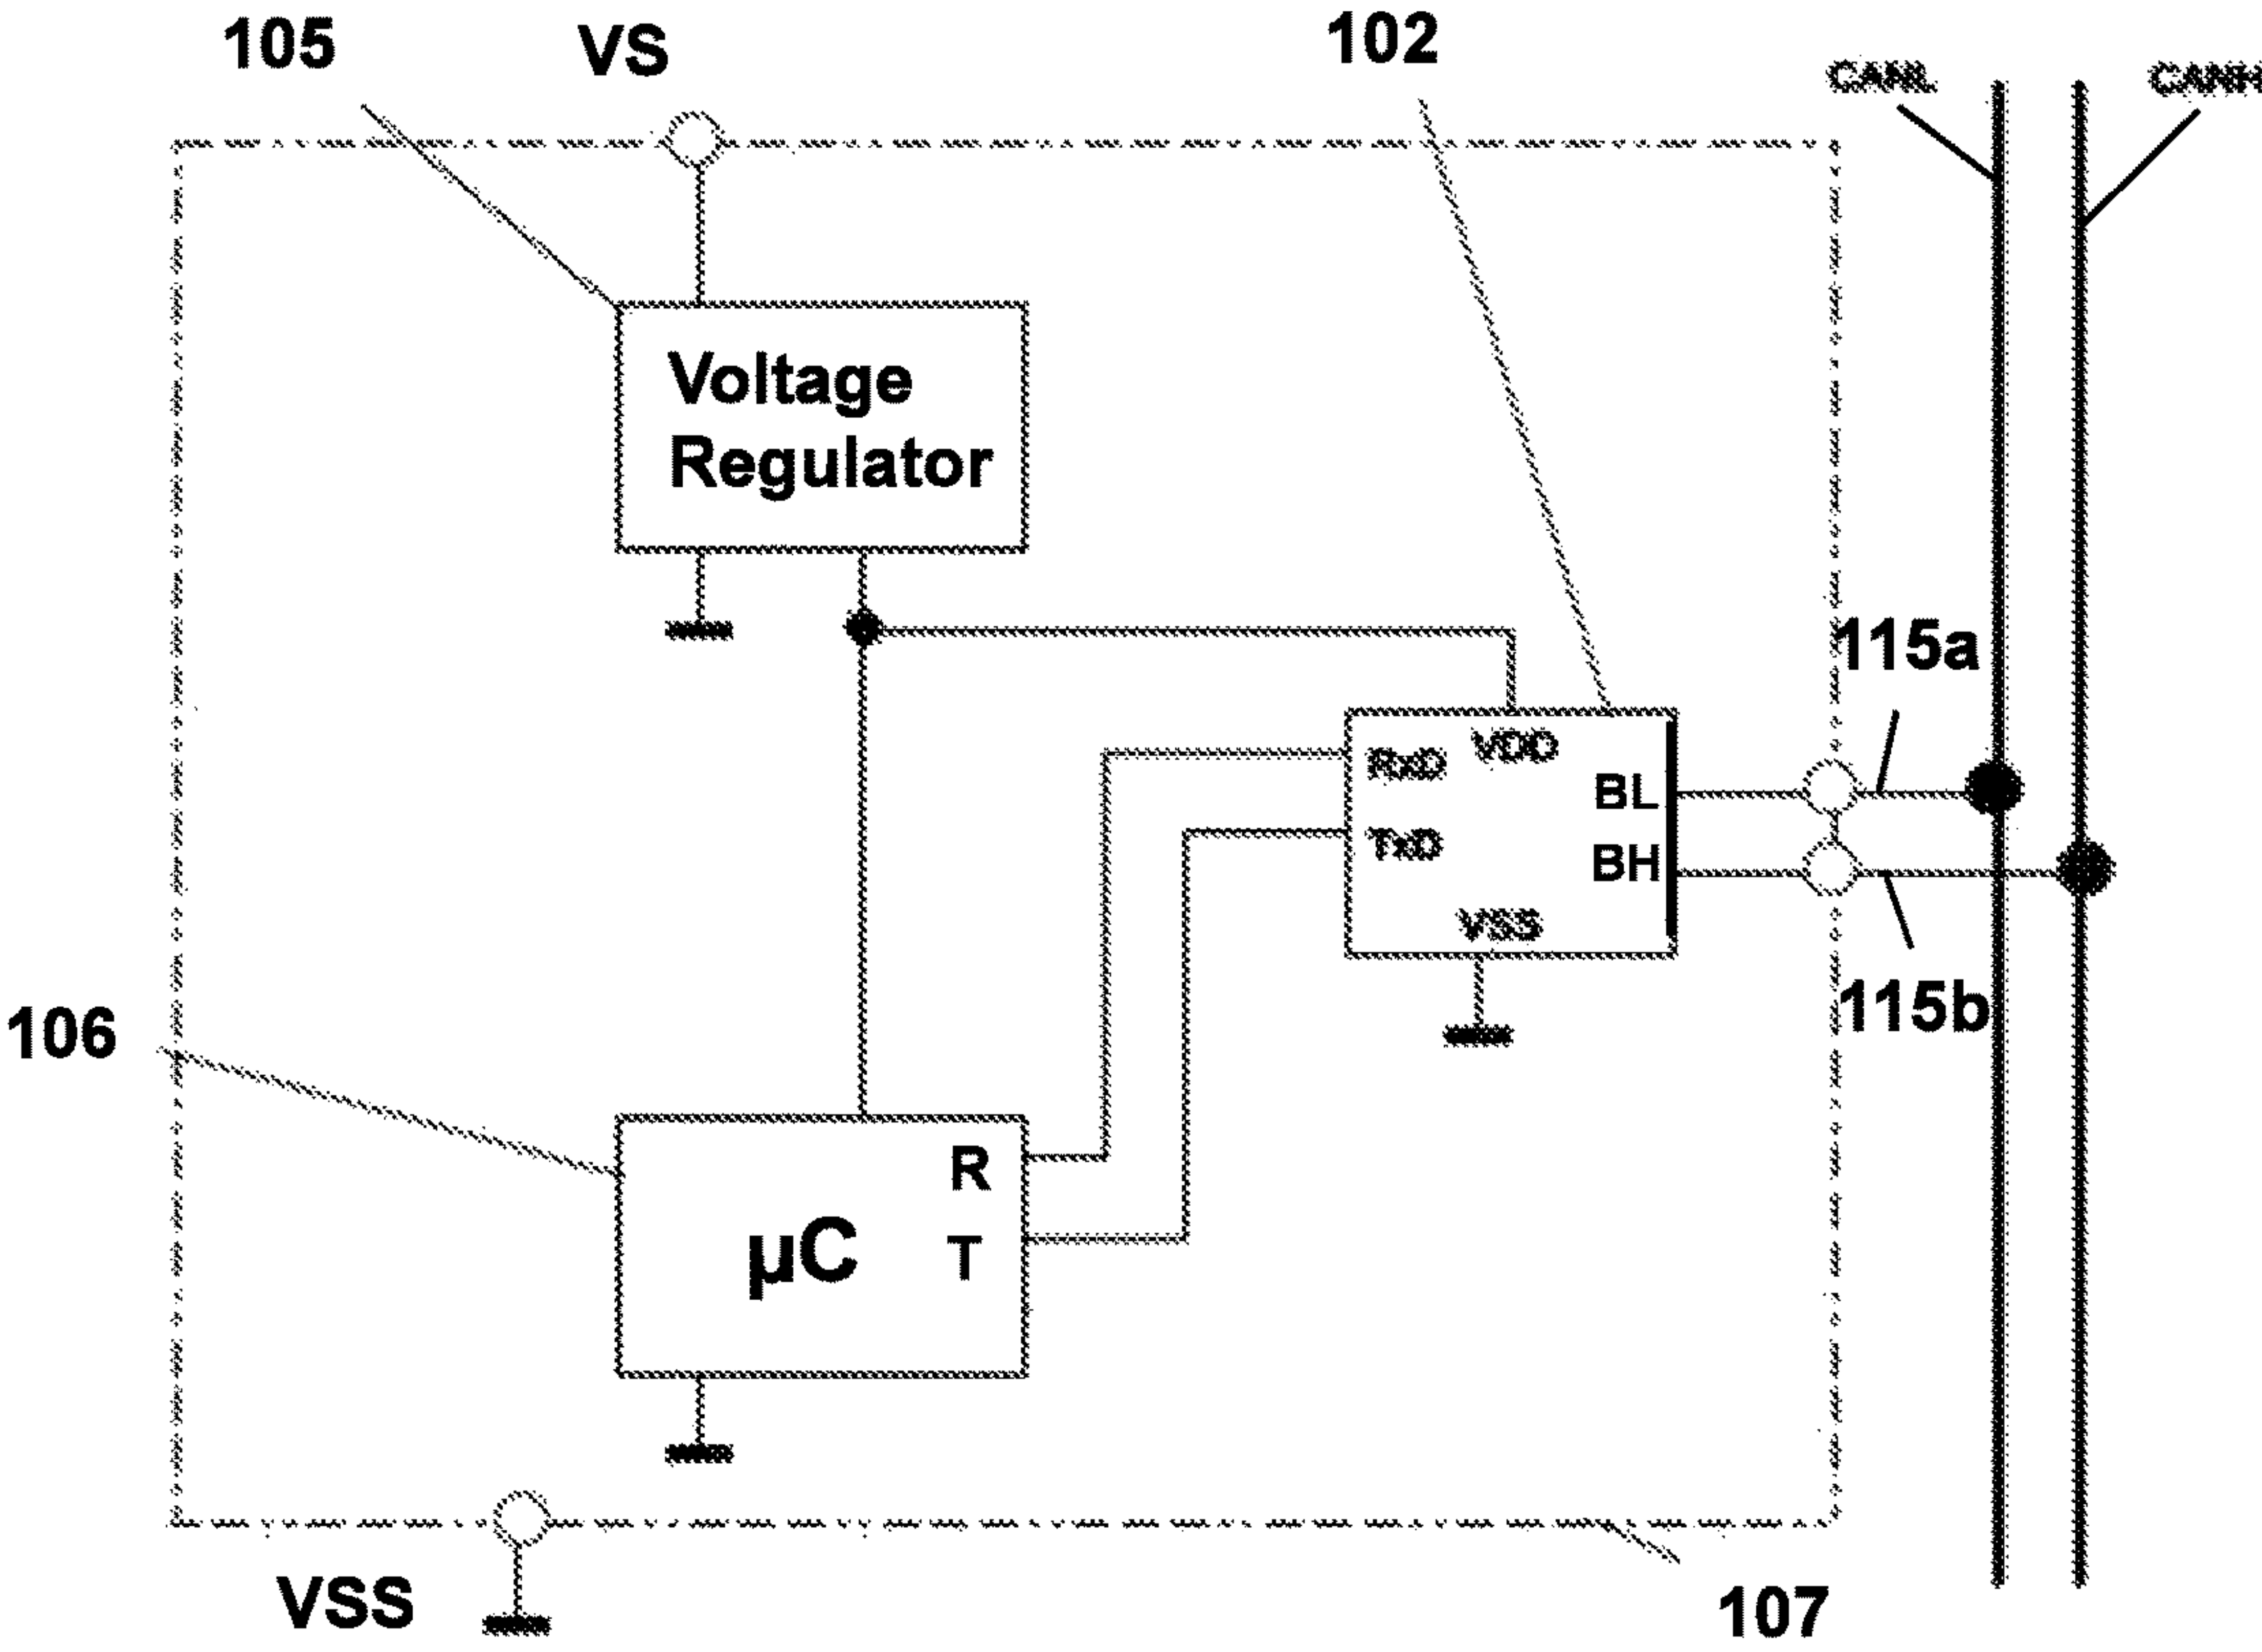 105
VS
102
CANL
CANH
Voltage
Regulator
115a
RxD
VDD
BL
TxD
BH
VSS
115b
106
R
µC
T
VSS
107